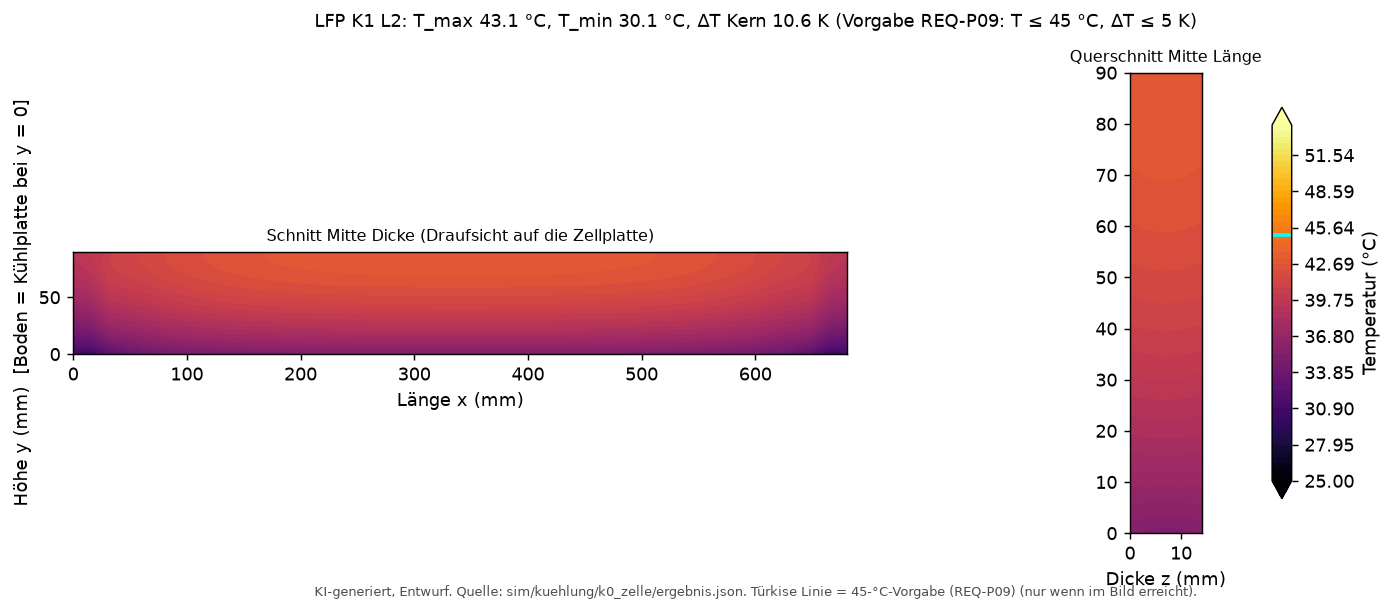 LFP K1 L2: T_max 43.1 °C, T_min 30.1 °C, ΔT Kern 10.6 K (Vorgabe REQ-P09: T ≤ 45 °C, ΔT ≤ 5 K)
Höhe y (mm) [Boden = Kühlplatte bei y = 0]
Schnitt Mitte Dicke (Draufsicht auf die Zellplatte)
50
0
0 100 200 300 400 500 600
Länge x (mm)
Querschnitt Mitte Länge
90
80
70
60
50
40
30
20
10
0
0 10
Dicke z (mm)
51.54
48.59
45.64
42.69
39.75
36.80
33.85
30.90
27.95
25.00
Temperatur (°C)
KI-generiert, Entwurf. Quelle: sim/kuehlung/k0_zelle/ergebnis.json. Türkise Linie = 45-°C-Vorgabe (REQ-P09) (nur wenn im Bild erreicht).